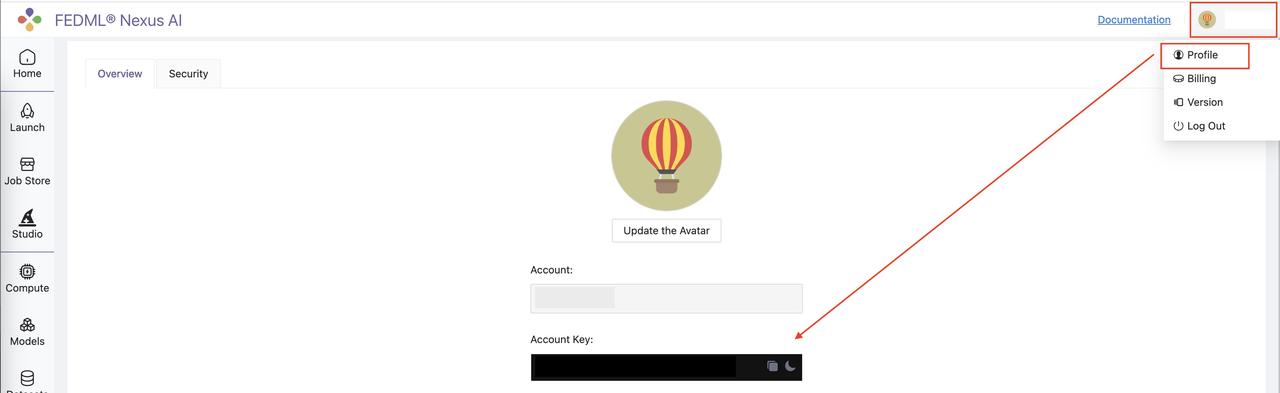 FEDML® Nexus AI
Documentation
Home
Launch
Job Store
Studio
Compute
Models
Overview
Security
Profile
Billing
Version
Log Out
Update the Avatar
Account:
Account Key: